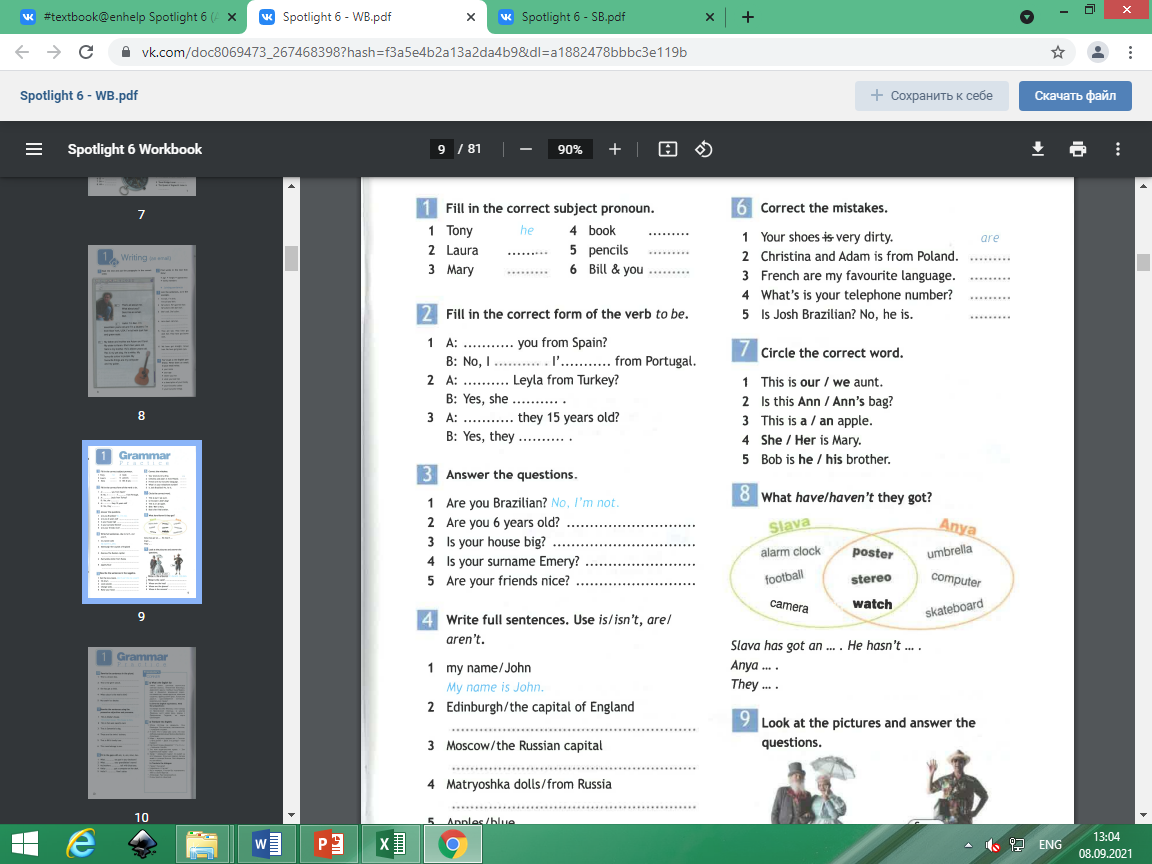 #textbook@enhelp Spotlight 6 (
Spotlight 6 - WB.pdf
Spotlight 6 - SB.pdf
vk.com/doc8069473_267468398?hash=f3a5e4b2a13a2da4b9&dl=a1882478bbbc3e119b
Spotlight 6 - WB.pdf
Сохранить к себе
Скачать файл
Spotlight 6 Workbook
9 / 81
90%
7
1 Writing
8
1 Grammar
Practice
9
1 Grammar
Practice
10
1 Fill in the correct subject pronoun.
1 Tony he 4 book .........
2 Laura ......... 5 pencils .........
3 Mary ......... 6 Bill & you .........
2 Fill in the correct form of the verb to be.
1 A: .......... you from Spain?
B: No, I .......... . I'........... from Portugal.
2 A: .......... Leyla from Turkey?
B: Yes, she .......... .
3 A: ........... they 15 years old?
B: Yes, they .......... .
3 Answer the questions.
1 Are you Brazilian? No, I'm not.
2 Are you 6 years old? ............................
3 Is your house big? ...............................
4 Is your surname Emery? ........................
5 Are your friends nice? ..........................
4 Write full sentences. Use is/isn't, are/
aren't.
1 my name/John
My name is John.
2 Edinburgh/the capital of England
......................................................
3 Moscow/the Russian capital
......................................................
4 Matryoshka dolls/from Russia
......................................................
5 Apples/blue
6 Correct the mistakes.
1 Your shoes is very dirty. are
2 Christina and Adam is from Poland. .........
3 French are my favourite language. .........
4 What's is your telephone number? .........
5 Is Josh Brazilian? No, he is. .........
7 Circle the correct word.
1 This is our / we aunt.
2 Is this Ann / Ann's bag?
3 This is a / an apple.
4 She / Her is Mary.
5 Bob is he / his brother.
8 What have/haven't they got?
Slava Anya
alarm clock poster umbrella
football stereo computer
camera watch skateboard
Slava has got an ... . He hasn't ... .
Anya ... .
They ... .
9 Look at the pictures and answer the
questions.
ENG
13:04
08.09.2021